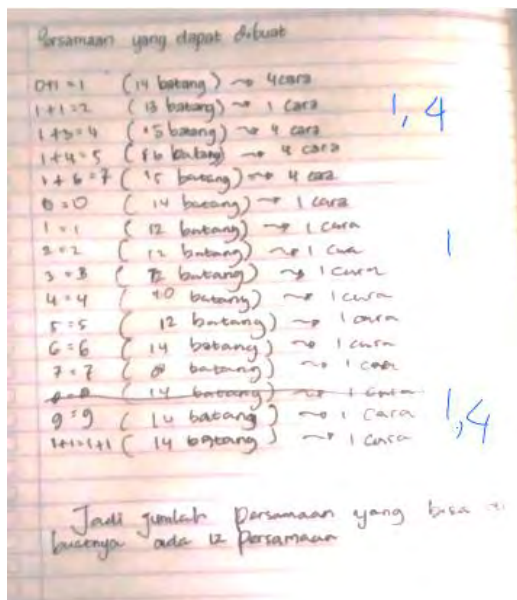 Persamaan yang dapat dibuat
0+1=1 (14 batang) ~> 4 cara
1+1=2 (13 batang) ~> 1 cara
1, 4
1+3=4 (15 batang) ~> 4 cara
1+4=5 (batang) ~> 4 cara
1+6=7 (15 batang) ~> 4 cara
0=0 (14 batang) ~> 1 cara
1=1 (12 batang) ~> 1 cara
2=2 (12 batang) ~> 1 cara
1
3=3 (12 batang) ~> 1 cara
4=4 (10 batang) ~> 1 cara
5=5 (12 batang) ~> 1 cara
6=6 (14 batang) ~> 1 cara
7=7 (batang) ~> 1 cara
(14 batang) ~> 1 cara
9=9 (14 batang) ~> 1 cara
1,4
1+1=1+1 (14 batang) ~> 1 cara
Jadi jumlah persamaan yang bisa
ada 12 persamaan